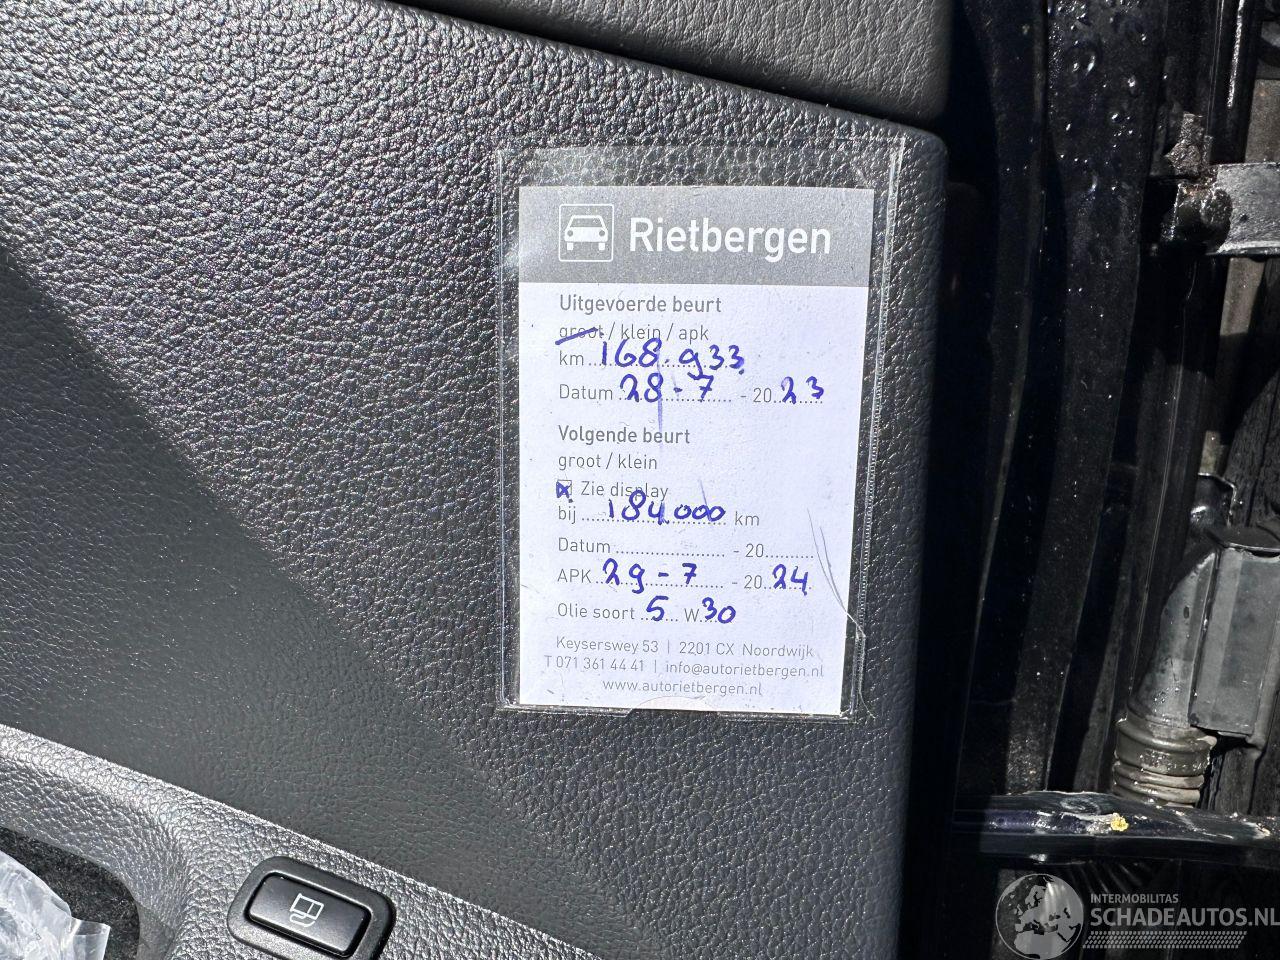 Rietbergen
Uitgevoerde beurt
groot / klein / apk
km 168.933
Datum 28-7 - 2023
Volgende beurt
groot / klein
Zie display
bij 184.000 km
Datum - 20
APK 29-7 - 2024
Olie soort 5 W 30
Keyserswey 53 | 2201 CX Noordwijk
T 071 361 44 41 | info@autorietbergen.nl
www.autorietbergen.nl
INTERMOBILITAS
SCHADEAUTOS.NL